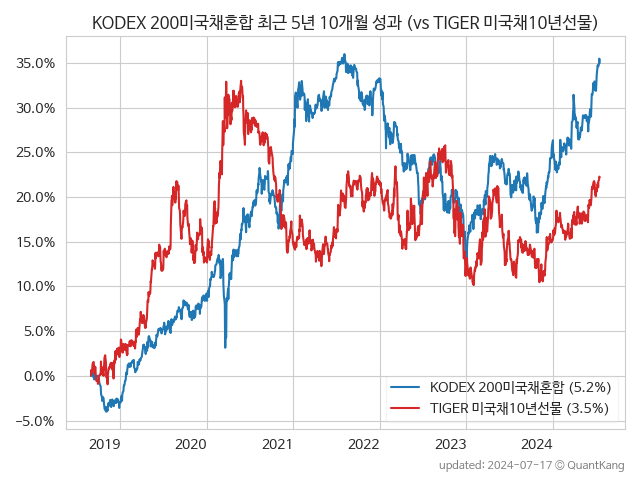 KODEX 200미국채혼합 최근 5년 10개월 성과 (vs TIGER 미국채10년선물)
35.0%
30.0%
25.0%
20.0%
15.0%
10.0%
5.0%
0.0%
−5.0%
KODEX 200미국채혼합 (5.2%)
TIGER 미국채10년선물 (3.5%)
2019 2020 2021 2022 2023 2024
updated: 2024-07-17 © QuantKang